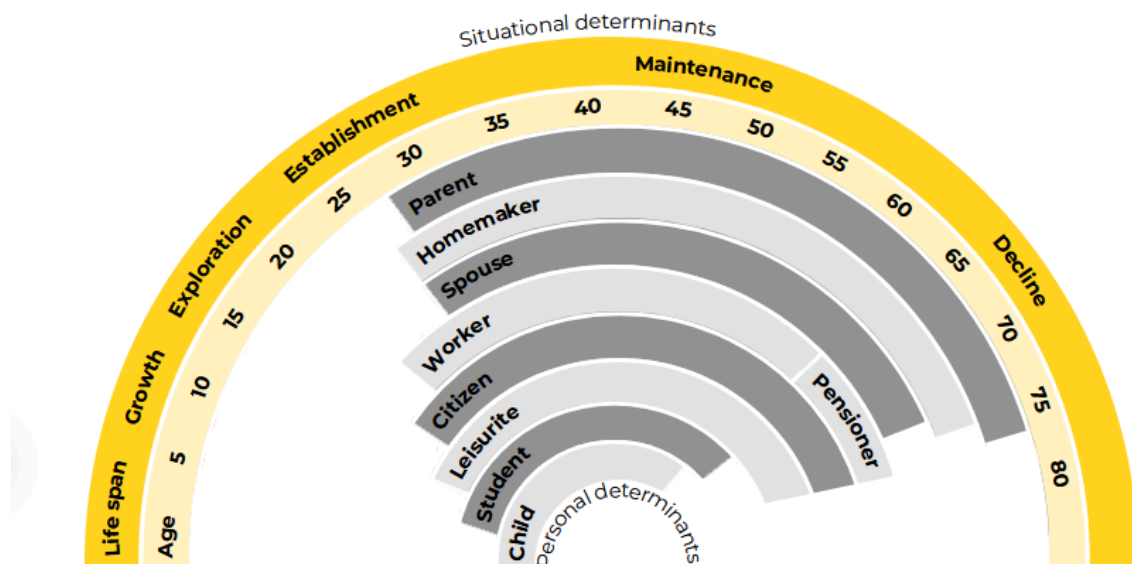 Situational determinants
Life span
Growth
Exploration
Establishment
Maintenance
Decline
Age
5
10
15
20
25
30
35
40
45
50
55
60
65
70
75
80
Parent
Homemaker
Spouse
Worker
Pensioner
Citizen
Leisurite
Student
Child
Personal determinants